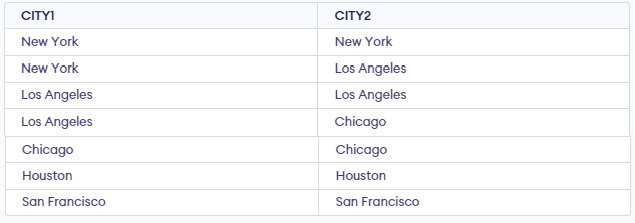 CITY1 CITY2
New York New York
New York Los Angeles
Los Angeles Los Angeles
Los Angeles Chicago
Chicago Chicago
Houston Houston
San Francisco San Francisco